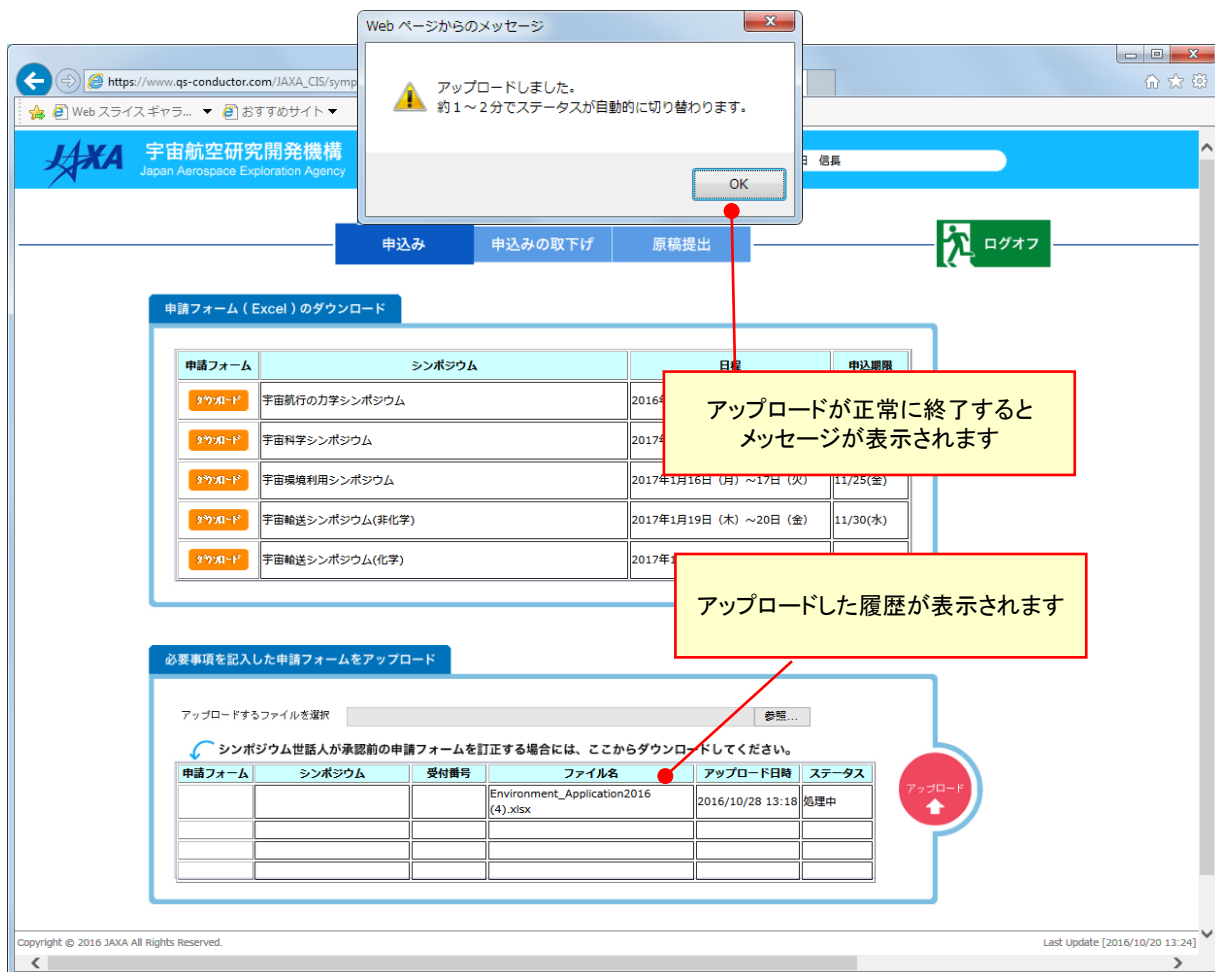 Web ページからのメッセージ
アップロードしました。
約１～２分でステータスが自動的に切り替わります。
OK
https://www.qs-conductor.com/JAXA_CIS/symp
Web スライス ギャラ...
おすすめサイト
JAXA
宇宙航空研究開発機構
Japan Aerospace Exploration Agency
信長
申込み
申込みの取下げ
原稿提出
ログオフ
申請フォーム（Excel）のダウンロード
申請フォーム シンポジウム 日程 申込期限
ダウンロード 宇宙航行の力学シンポジウム 2016年
ダウンロード 宇宙科学シンポジウム 2017年
ダウンロード 宇宙環境利用シンポジウム 2017年1月16日（月）～17日（火） 11/25(金)
ダウンロード 宇宙輸送シンポジウム(非化学) 2017年1月19日（木）～20日（金） 11/30(水)
ダウンロード 宇宙輸送シンポジウム(化学) 2017年1
アップロードが正常に終了すると
メッセージが表示されます
アップロードした履歴が表示されます
必要事項を記入した申請フォームをアップロード
アップロードするファイルを選択 参照...
シンポジウム世話人が承認前の申請フォームを訂正する場合には、ここからダウンロードしてください。
申請フォーム シンポジウム 受付番号 ファイル名 アップロード日時 ステータス
Environment_Application2016
(4).xlsx 2016/10/28 13:18 処理中
アップロード
Copyright © 2016 JAXA All Rights Reserved.
Last Update [2016/10/20 13:24]